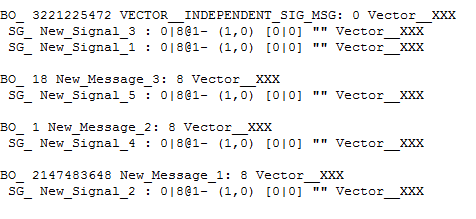 BO_ 3221225472 VECTOR__INDEPENDENT_SIG_MSG: 0 Vector__XXX
 SG_ New_Signal_3 : 0|8@1- (1,0) [0|0] "" Vector__XXX
 SG_ New_Signal_1 : 0|8@1- (1,0) [0|0] "" Vector__XXX

BO_ 18 New_Message_3: 8 Vector__XXX
 SG_ New_Signal_5 : 0|8@1- (1,0) [0|0] "" Vector__XXX

BO_ 1 New_Message_2: 8 Vector__XXX
 SG_ New_Signal_4 : 0|8@1- (1,0) [0|0] "" Vector__XXX

BO_ 2147483648 New_Message_1: 8 Vector__XXX
 SG_ New_Signal_2 : 0|8@1- (1,0) [0|0] "" Vector__XXX